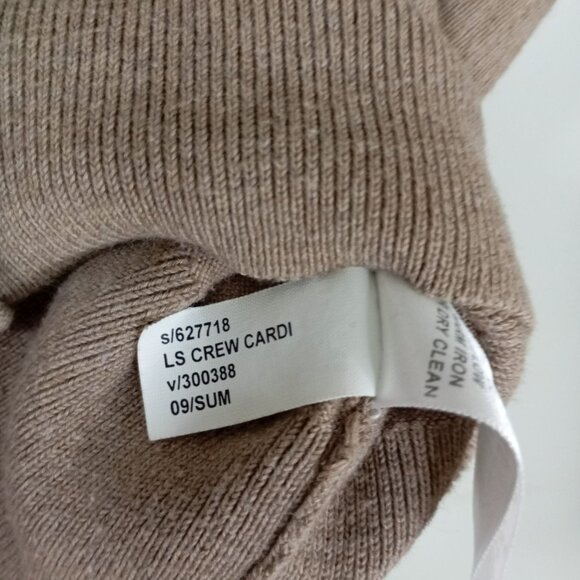 s/627718
LS CREW CARDI
v/300388
09/SUM
IRON
DRY CLEAN